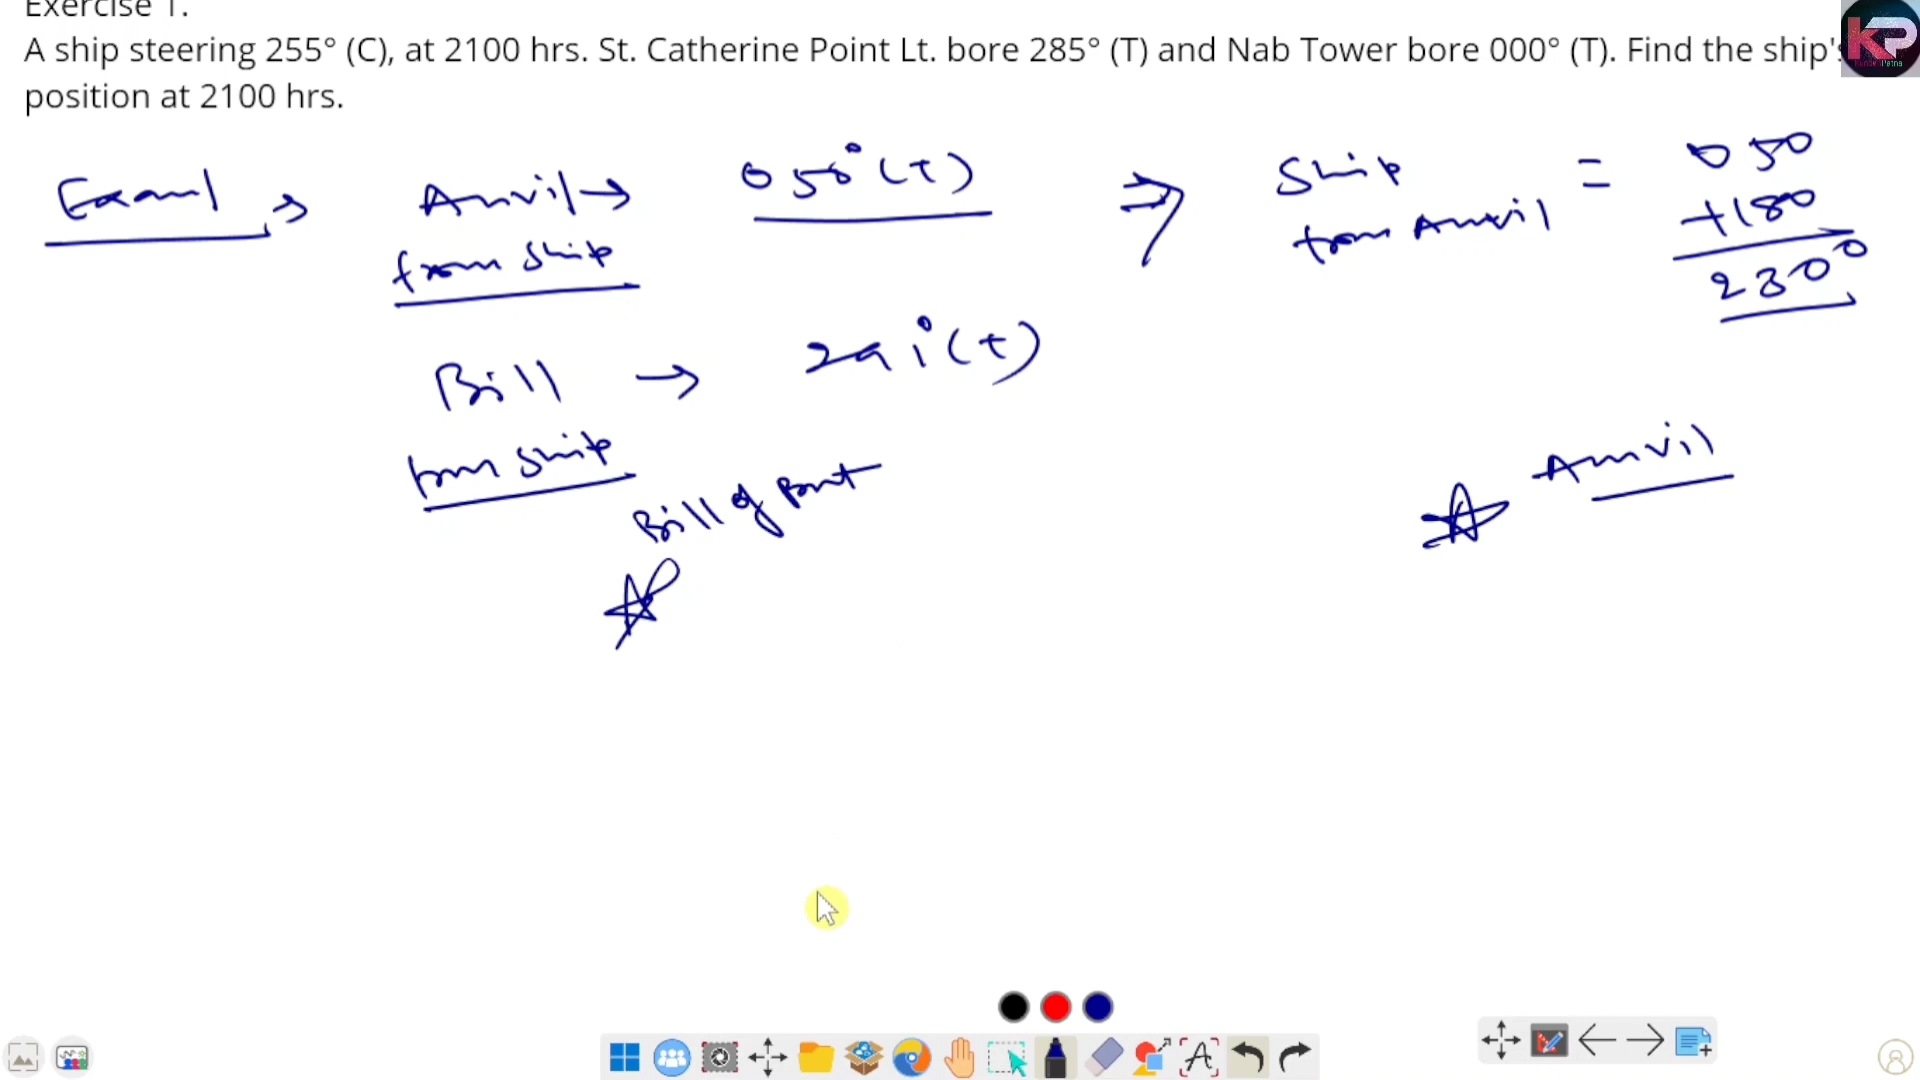 Exercise 1.
A ship steering 255° (C), at 2100 hrs. St. Catherine Point Lt. bore 285° (T) and Nab Tower bore 000° (T). Find the ship's
position at 2100 hrs.
Anvil → 050° (T) ⇒ Ship = 050
from ship from Anvil +180
230°
Bill → 291° (T)
from ship
Bill of Port
Anvil
KP